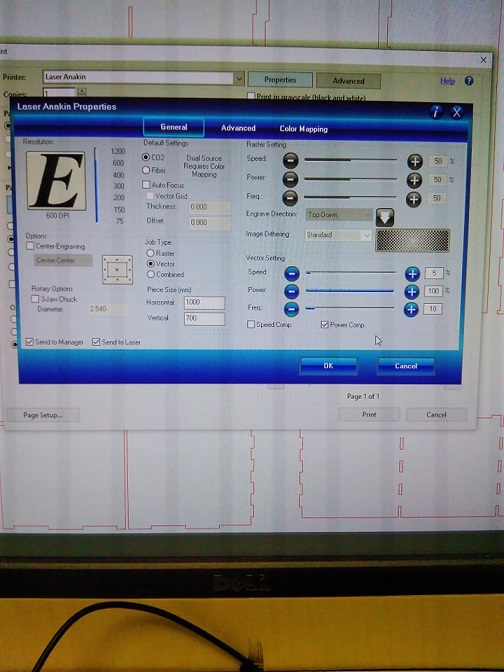 Printer:
Laser Anakin
Properties
Advanced
Help
Copies:
1
Print in grayscale (black and white)
Laser Anakin Properties
General
Advanced
Color Mapping
Resolution
E
600 DPI
1200
600
400
300
200
150
75
Options
Center-Engraving
Center-Center
Rotary Options
3-Jaw Chuck
Diameter
2.540
Send to Manager
Send to Laser
Default Settings
CO2
Fiber
Dual Source
Requires Color
Mapping
Auto Focus
Vector Grid
Thickness:
0.000
Offset:
0.000
Job Type
Raster
Vector
Combined
Piece Size (mm)
Horizontal:
1000
Vertical:
700
Raster Setting
Speed:
50 %
Power:
50
Freq.:
50
Engrave Direction:
Top-Down
Image Dithering:
Standard
Vector Setting
Speed
5 %
Power
100 %
Freq:
10
Speed Comp.
Power Comp.
OK
Cancel
Page 1 of 1
Page Setup...
Print
Cancel
DELL